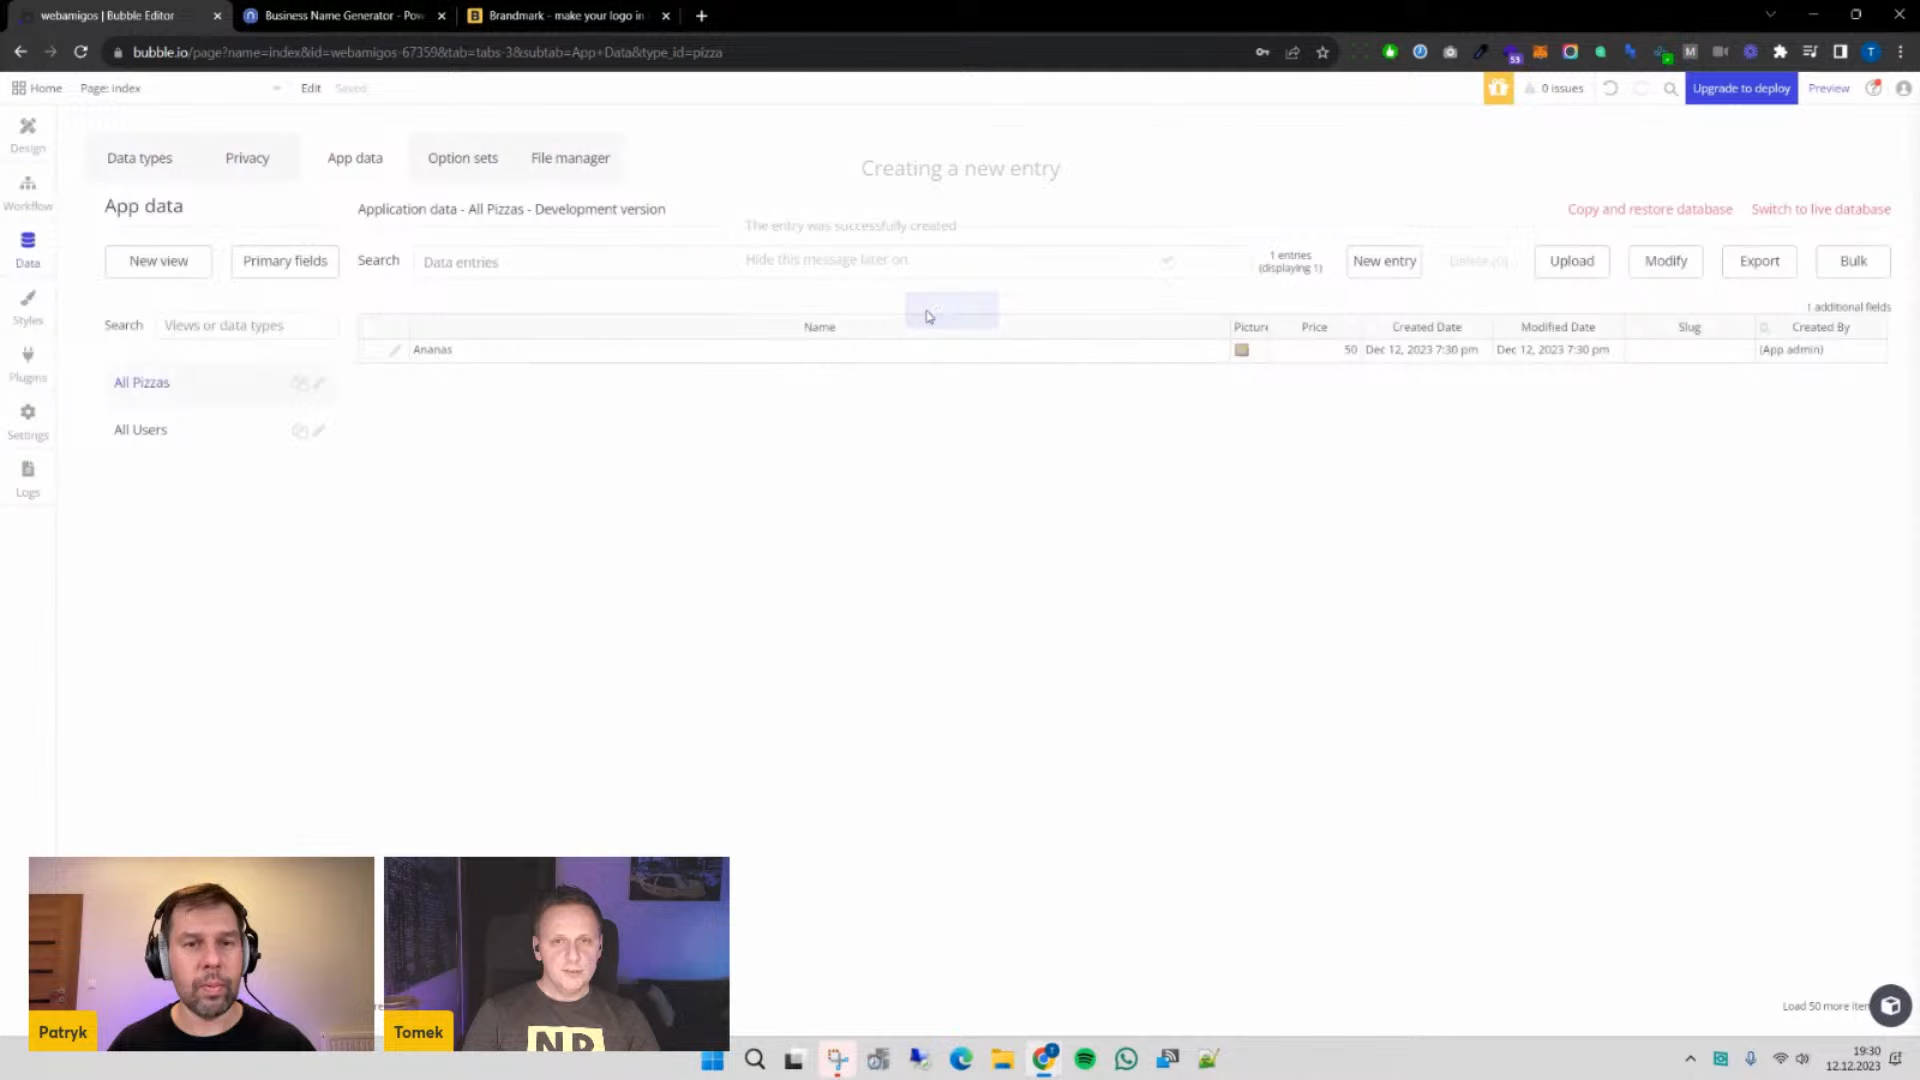 webamigos | Bubble Editor
Business Name Generator - Pow
Brandmark - make your logo in
bubble.io/page?name=index&id=webamigos-67359&tab=tabs-3&subtab=App+Data&type_id=pizza
53
M
T
Home
Page: index
Edit
Saved
0 issues
Upgrade to deploy
Preview
Design
Workflow
Data
Styles
Plugins
Settings
Logs
Data types
Privacy
App data
Option sets
File manager
Creating a new entry
App data
Application data - All Pizzas - Development version
The entry was successfully created
Copy and restore database
Switch to live database
New view
Primary fields
Search
Data entries
Hide this message later on
1 entries
(displaying 1)
New entry
Delete (0)
Upload
Modify
Export
Bulk
1 additional fields
Search
Views or data types
Name
Picture
Price
Created Date
Modified Date
Slug
Created By
Ananas
50
Dec 12, 2023 7:30 pm
Dec 12, 2023 7:30 pm
(App admin)
All Pizzas
All Users
Load 50 more iten
Patryk
Tomek
19:30
12.12.2023